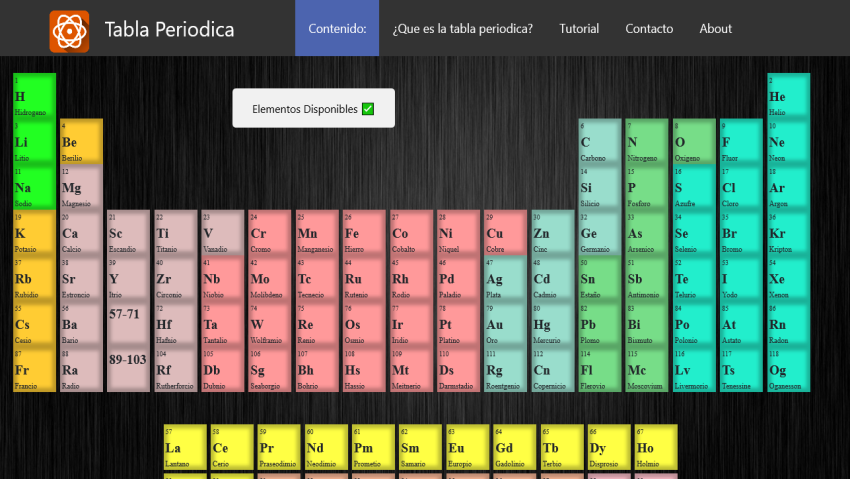 Tabla Periodica
Contenido: ¿Que es la tabla periodica? Tutorial Contacto About
Elementos Disponibles ✅
1 2
H He
Hidrogano Helio
3 4 6 7 8 9 10
Li Be C N O F Ne
Litio Berilio Carbono Nitrogeno Oxigeno Fluor Neon
11 12 14 15 16 17 18
Na Mg Si P S Cl Ar
Sodio Magnesio Silicio Fosforo Azufre Cloro Argon
19 20 21 22 23 24 25 26 27 28 29 30 32 33 34 35 36
K Ca Sc Ti V Cr Mn Fe Co Ni Cu Zn Ge As Se Br Kr
Potasio Calcio Escandio Titanio Vanadio Cromo Manganesio Hierro Cobalto Niquel Cobre Zinc Germanio Arsenico Selenio Bromo Kripton
37 38 39 40 41 42 43 44 45 46 47 48 50 51 52 53 54
Rb Sr Y Zr Nb Mo Tc Ru Rh Pd Ag Cd Sn Sb Te I Xe
Rubidio Estroncio Itrio Circonio Niobio Molibdeno Tecnecio Rutenio Rodio Paladio Plata Cadmio Estaño Antimonio Telurio Yodo Xenon
55 56 57-71 72 73 74 75 76 77 78 79 80 82 83 84 85 86
Cs Ba Hf Ta W Re Os Ir Pt Au Hg Pb Bi Po At Rn
Cesio Bario Hafnio Tantalio Wolframio Renio Osmio Iridio Platino Oro Mercurio Plomo Bismuto Polonio Astato Radon
87 88 89-103 104 105 106 107 108 109 110 111 112 114 115 116 117 118
Fr Ra Rf Db Sg Bh Hs Mt Ds Rg Cn Fl Mc Lv Ts Og
Francio Radio Rutherforcio Dubnio Seaborgio Bohrio Hassio Meitnerio Darmstadio Roentgenio Copernicio Flerovio Moscovium Livermorio Tenessine Oganesson
57 58 59 60 61 62 63 64 65 66 67
La Ce Pr Nd Pm Sm Eu Gd Tb Dy Ho
Lantano Cerio Praseodimio Neodimio Prometio Samario Europio Gadolinio Terbio Disprosio Holmio